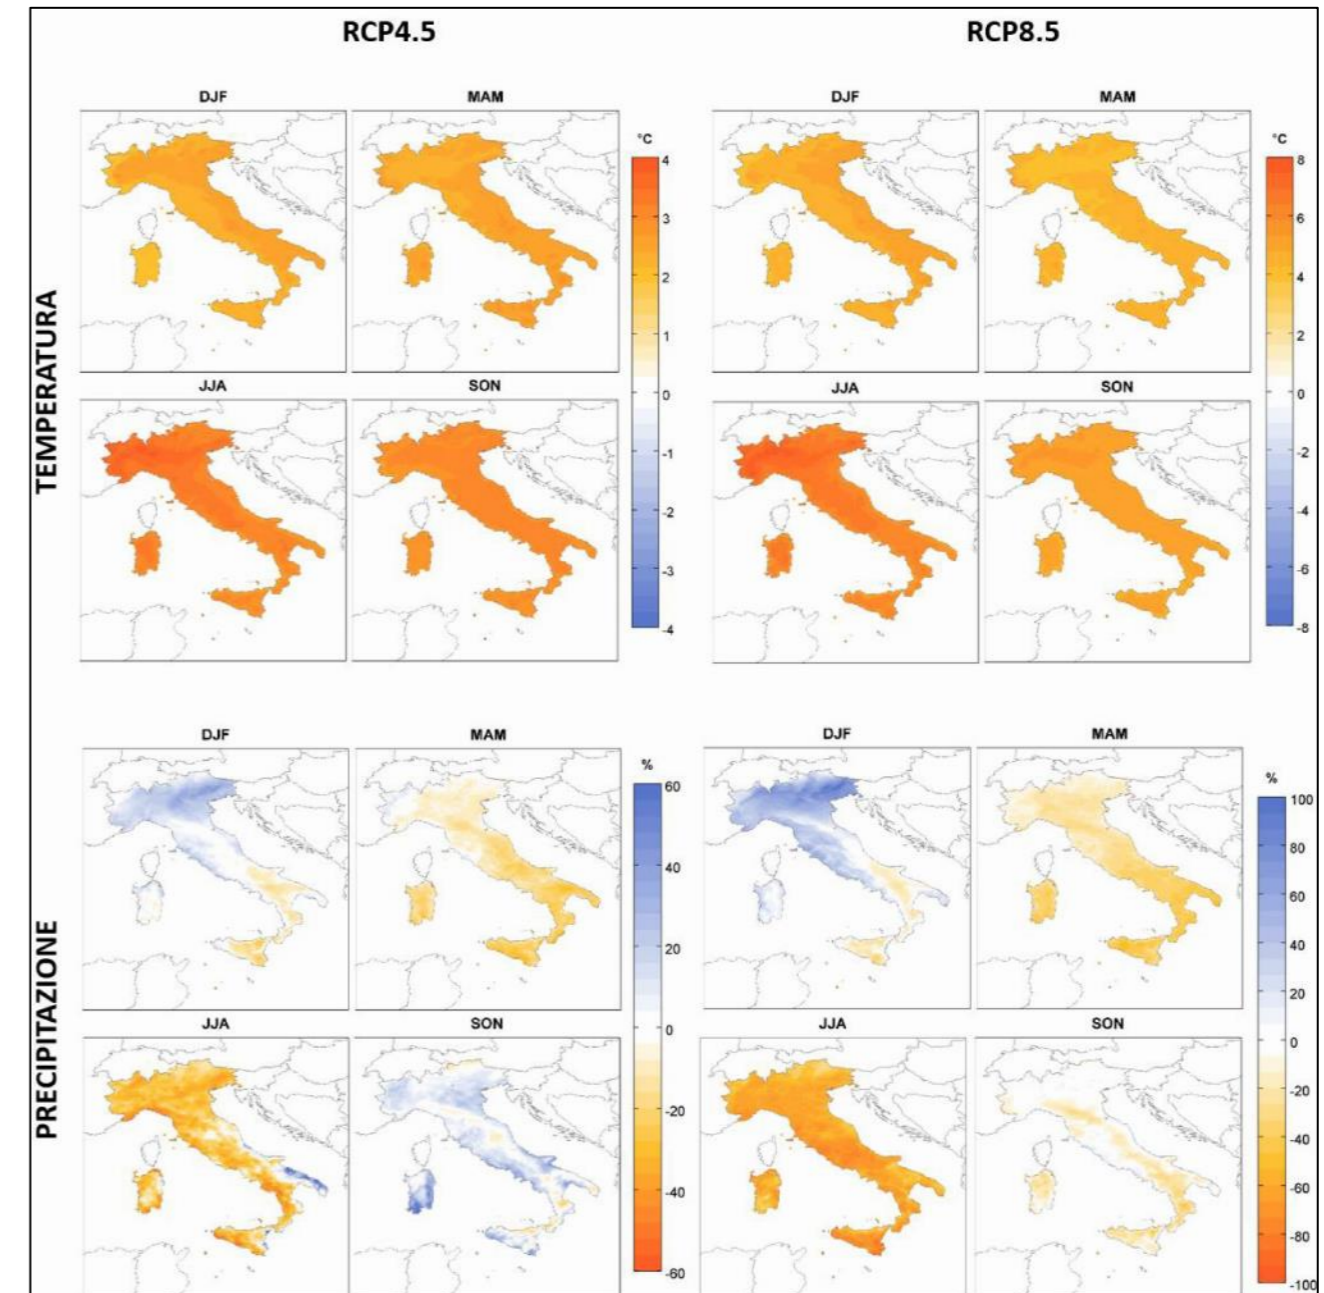 RCP4.5 RCP8.5
TEMPERATURA
DJF MAM DJF MAM
°C °C
4 8
3 6
2 4
1 2
0 0
-1 -2
-2 -4
-3 -6
-4 -8
JJA SON JJA SON
PRECIPITAZIONE
DJF MAM DJF MAM
% %
60 100
40 80
20 60
0 40
-20 20
-40 0
-60 -20
-40
-60
-80
-100
JJA SON JJA SON